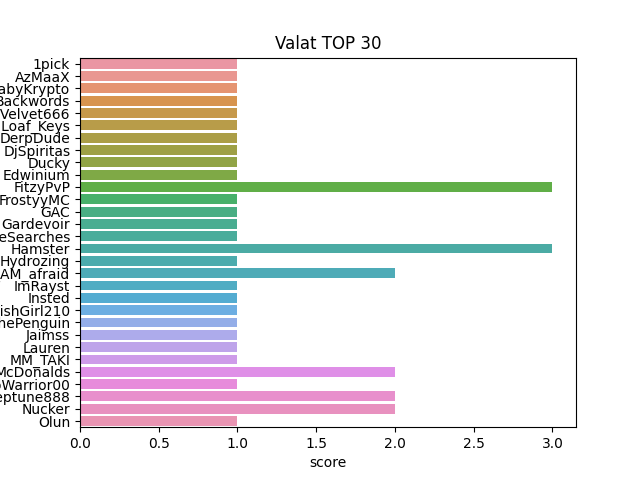 Valat TOP 30
1pick
AzMaaX
abyKrypto
Backwords
Velvet666
Loaf_Keys
DerpDude
DjSpiritas
Ducky
Edwinium
FitzyPvP
FrostyyMC
GAC
Gardevoir
eSearches
Hamster
Hydrozing
AM_afraid
ImRayst
Insted
ishGirl210
hePenguin
Jaimss
Lauren
MM_TAKI
McDonalds
oWarrior00
eptune888
Nucker
Olun
0.0 0.5 1.0 1.5 2.0 2.5 3.0
score